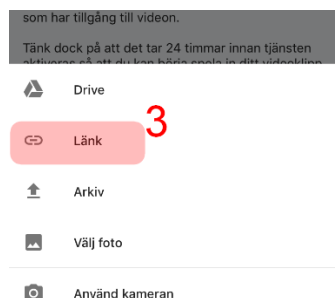 som har tillgång till videon.
Tänk dock på att det tar 24 timmar innan tjänsten
aktiveras så att du kan börja spela in ditt videoklipp
Drive
Länk
3
Arkiv
Välj foto
Använd kameran